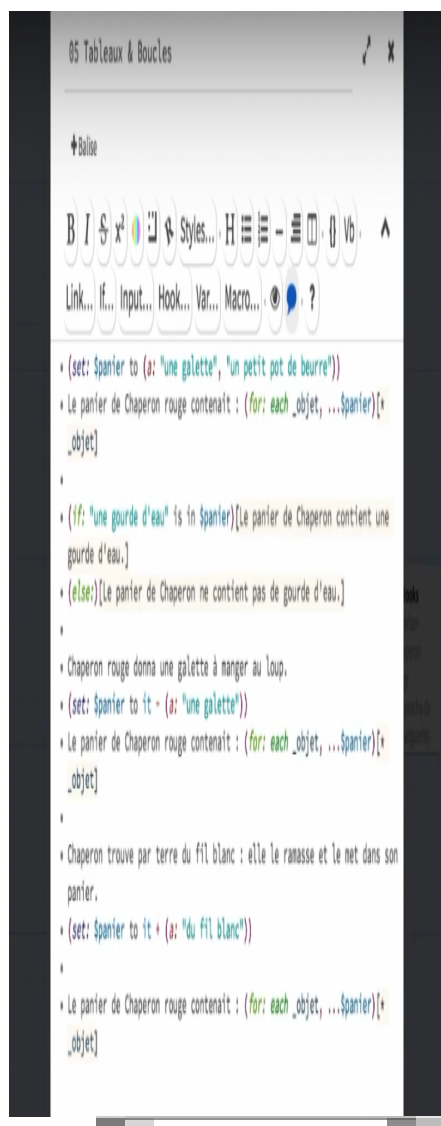 05 Tableaux & Boucles
Balise
B I S x² Styles... H {} Vb
Link... If... Input... Hook... Var... Macro... ?
(set: $panier to (a: "une galette", "un petit pot de beurre"))
Le panier de Chaperon rouge contenait : (for: each _objet, ...$panier)[*
_objet]
(if: "une gourde d'eau" is in $panier)[Le panier de Chaperon contient une
gourde d'eau.]
(else:)[Le panier de Chaperon ne contient pas de gourde d'eau.]
Chaperon rouge donna une galette à manger au loup.
(set: $panier to it - (a: "une galette"))
Le panier de Chaperon rouge contenait : (for: each _objet, ...$panier)[*
_objet]
Chaperon trouve par terre du fil blanc : elle le ramasse et le met dans son
panier.
(set: $panier to it + (a: "du fil blanc"))
Le panier de Chaperon rouge contenait : (for: each _objet, ...$panier)[*
_objet]